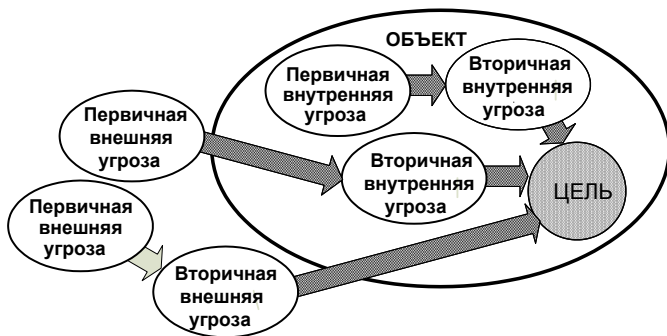 ОБЪЕКТ
Первичная
внутренняя
угроза
Вторичная
внутренняя
угроза
Первичная
внешняя
угроза
Вторичная
внутренняя
угроза
ЦЕЛЬ
Первичная
внешняя
угроза
Вторичная
внешняя
угроза